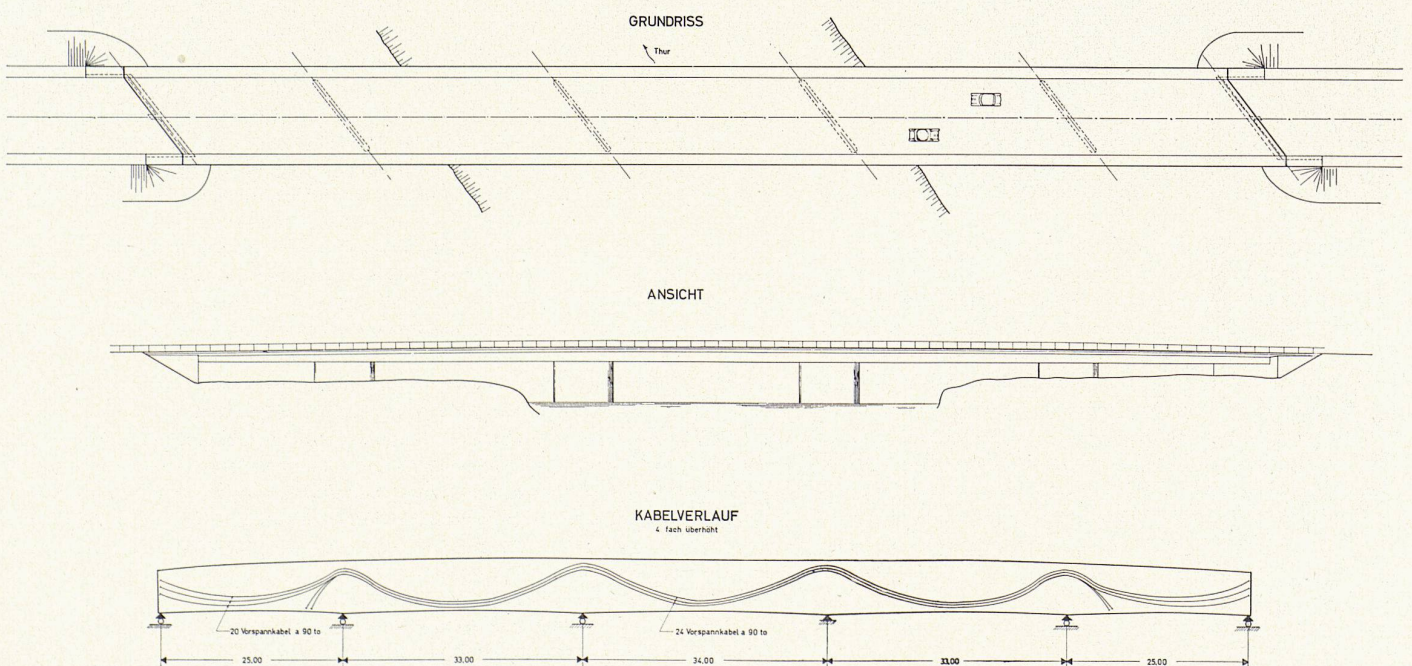 GRUNDRISS
Thur
ANSICHT
KABELVERLAUF
4 fach überhöht
20 Vorspannkabel a 90 to
24 Vorspannkabel a 90 to
25,00 33,00 34,00 33,00 25,00